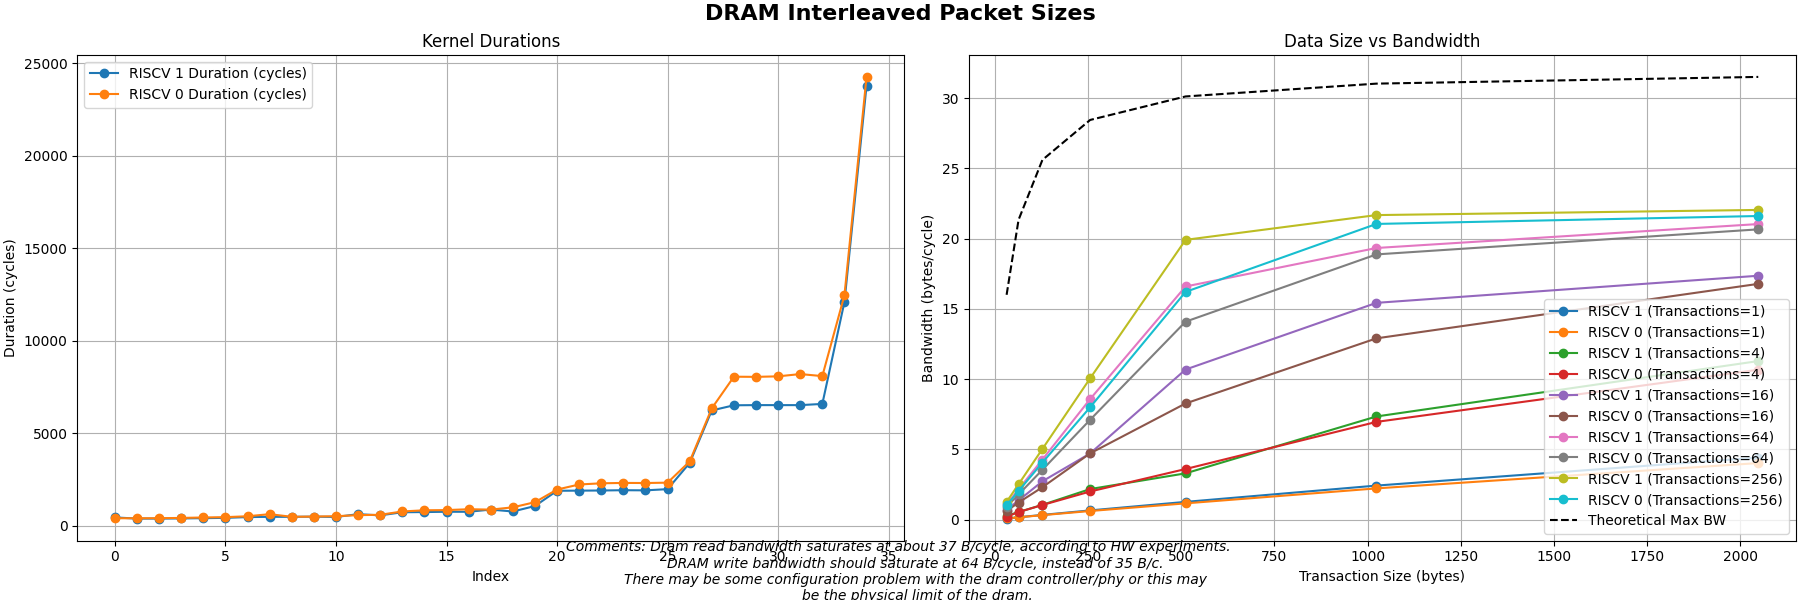 DRAM Interleaved Packet Sizes
Kernel Durations
RISCV 1 Duration (cycles)
RISCV 0 Duration (cycles)
Duration (cycles)
25000
20000
15000
10000
5000
0
0 5 10 15 20 25 30 35
Index
Data Size vs Bandwidth
Bandwidth (bytes/cycle)
30
25
20
15
10
5
0
RISCV 1 (Transactions=1)
RISCV 0 (Transactions=1)
RISCV 1 (Transactions=4)
RISCV 0 (Transactions=4)
RISCV 1 (Transactions=16)
RISCV 0 (Transactions=16)
RISCV 1 (Transactions=64)
RISCV 0 (Transactions=64)
RISCV 1 (Transactions=256)
RISCV 0 (Transactions=256)
Theoretical Max BW
0 250 500 750 1000 1250 1500 1750 2000
Transaction Size (bytes)
Comments: Dram read bandwidth saturates at about 37 B/cycle, according to HW experiments.
DRAM write bandwidth should saturate at 64 B/cycle, instead of 35 B/c.
There may be some configuration problem with the dram controller/phy or this may
be the physical limit of the dram.